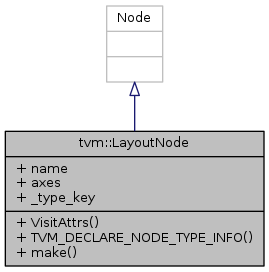 Node
tvm::LayoutNode
+ name
+ axes
+ _type_key
+ VisitAttrs()
+ TVM_DECLARE_NODE_TYPE_INFO()
+ make()